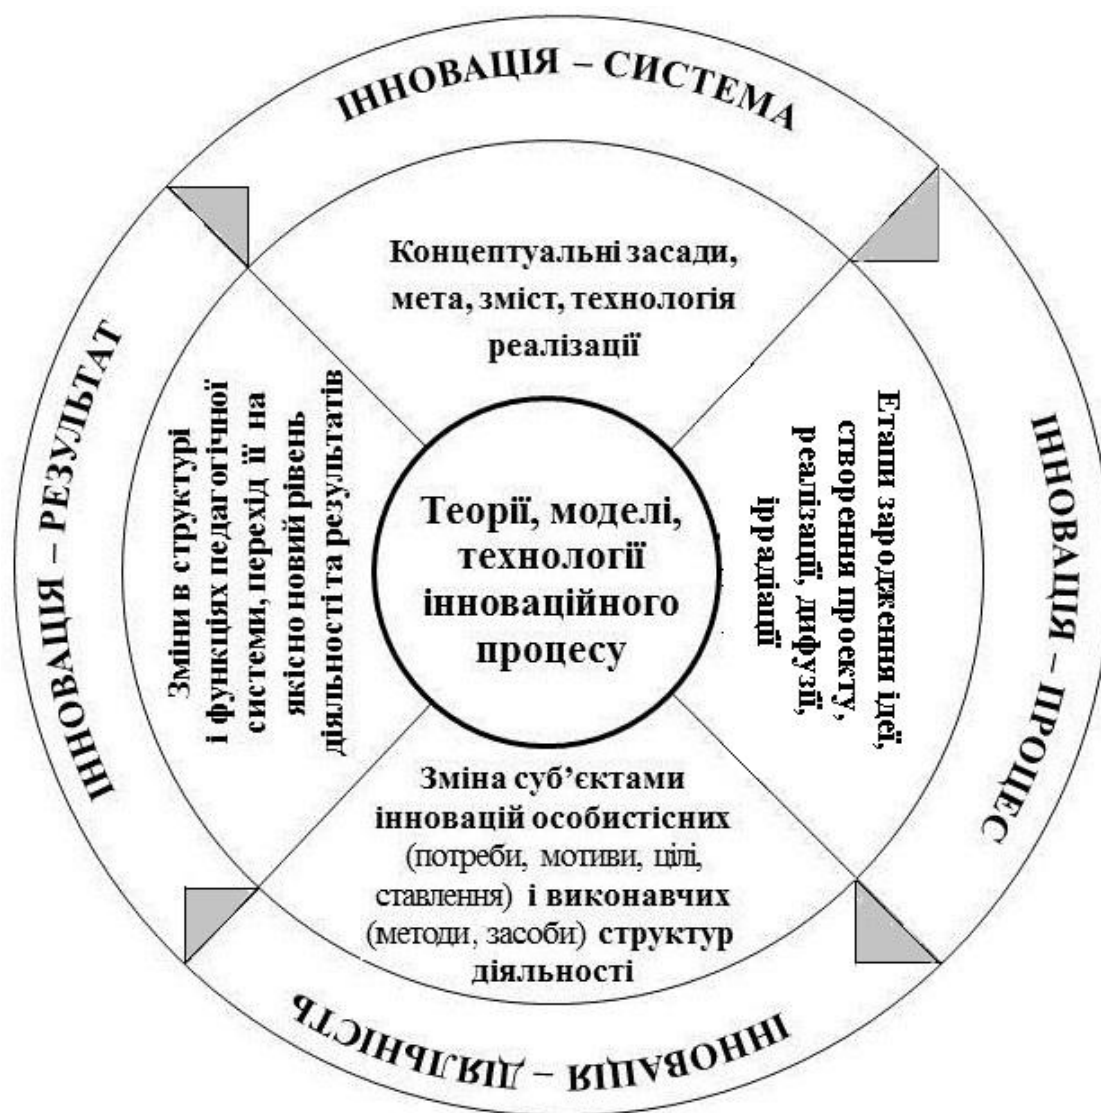 ІННОВАЦІЯ – СИСТЕМА
Концептуальні засади,
мета, зміст, технологія
реалізації
ІННОВАЦІЯ – ПРОЦЕС
Етапи зародження ідеї,
створення проекту,
реалізації, дифузії,
іррадіації
ІННОВАЦІЯ – ДІЯЛЬНІСТЬ
Зміна суб’єктами
інновацій особистісних
(потреби, мотиви, цілі,
ставлення) і виконавчих
(методи, засоби) структур
діяльності
ІННОВАЦІЯ – РЕЗУЛЬТАТ
Зміни в структурі
і функціях педагогічної
системи, перехід її на
якісно новий рівень
діяльності та результатів
Теорії, моделі,
технології
інноваційного
процесу